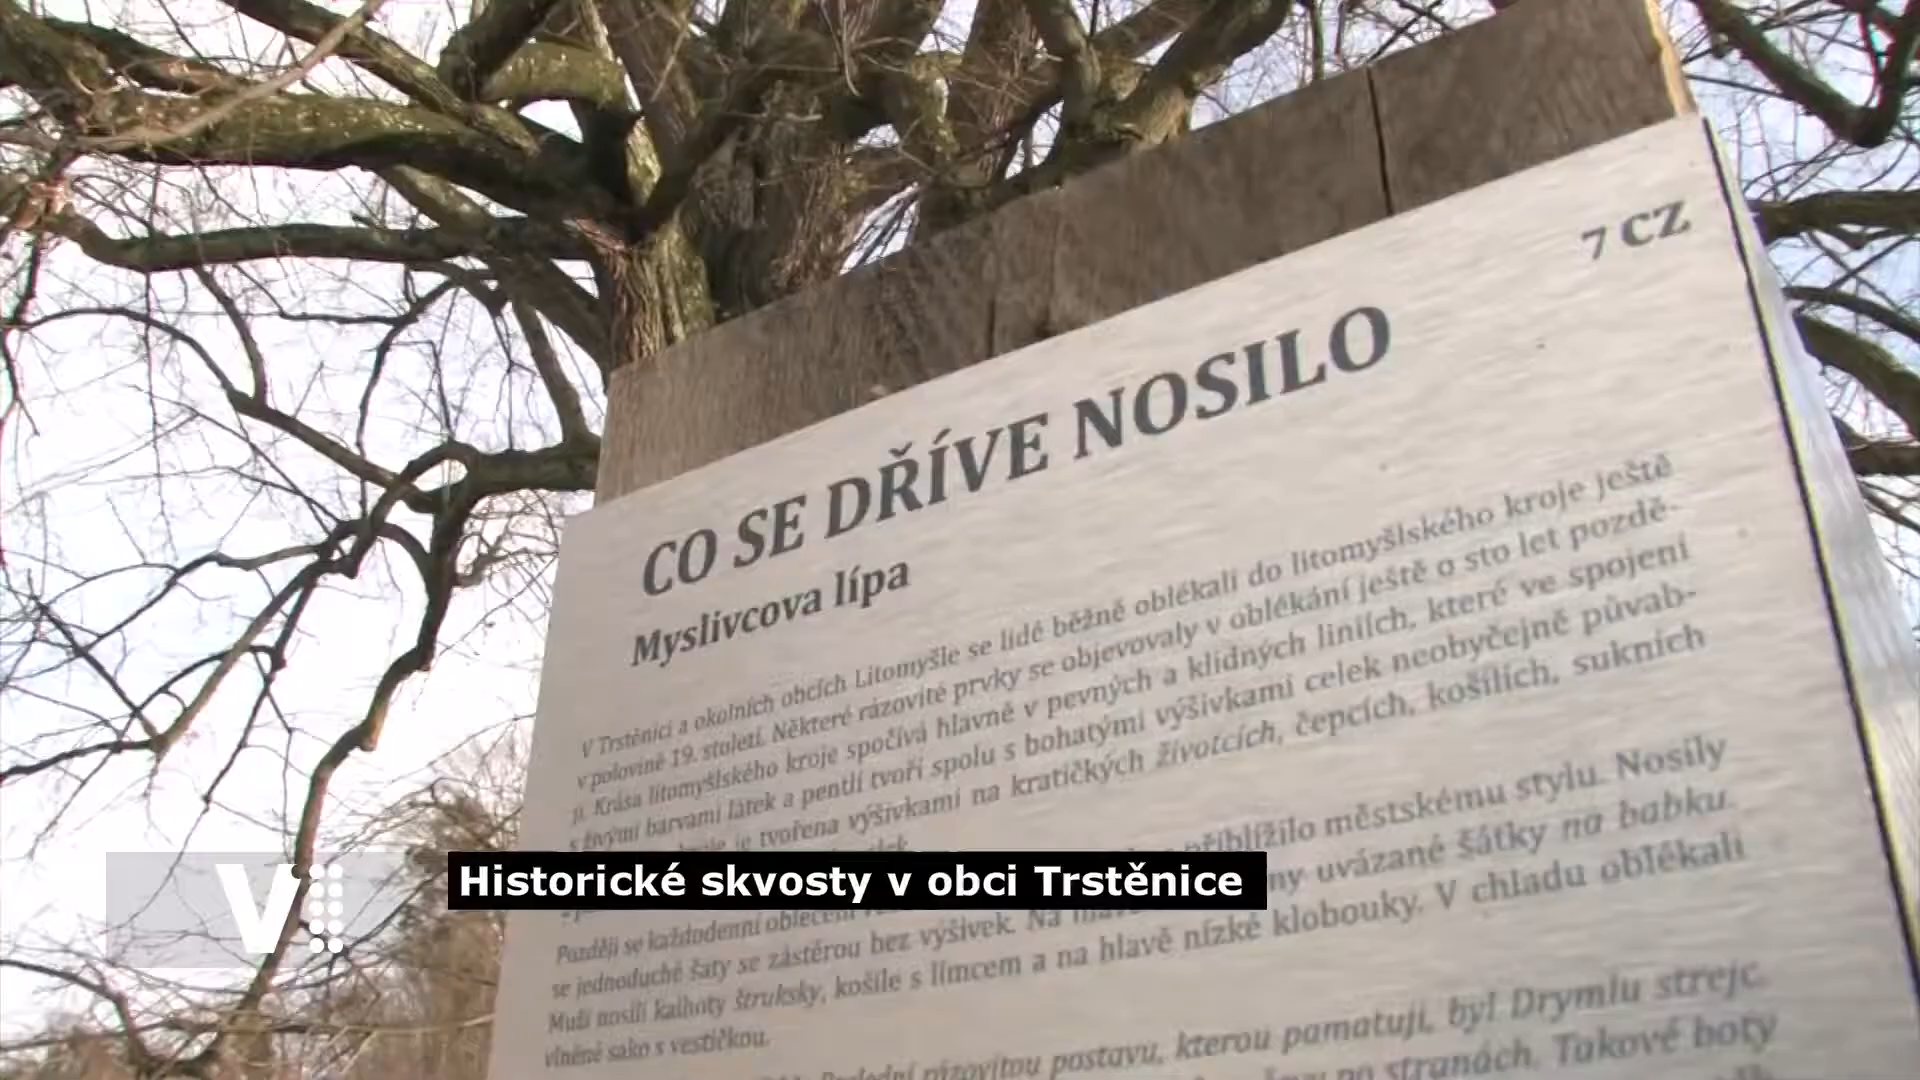 7 CZ
CO SE DŘÍVE NOSILO
Myslivcova lípa
V Trstěnici a okolních obcích Litomyšle se lidé běžně oblékali do litomyšlského kroje ještě
v polovině 19. století. Některé rázovité prvky se objevovaly v oblékání ještě o sto let pozdě-
ji. Krása litomyšlského kroje spočívá hlavně v pevných a klidných liniích, které ve spojení
s živými barvami látek a pentlí tvoří spolu s bohatými výšivkami celek neobyčejně půvab-
je tvořena výšivkami na kratičkých životcích, čepcích, košilích, sukních
přiblížilo městskému stylu. Nosily
Historické skvosty v obci Trstěnice
ny uvázané šátky na babku.
Později se každodenní oblečení
se jednoduché šaty se zástěrou bez výšivek. Na nízké klobouky. V chladu oblékali
Muži nosili kalhoty štruksky, košile s límcem a na hlavě
vlněné sako s vestičkou.
Poslední rázovitou postavu, kterou pamatuji, byl Drymlu strejc.
po stranách. Takové boty
V